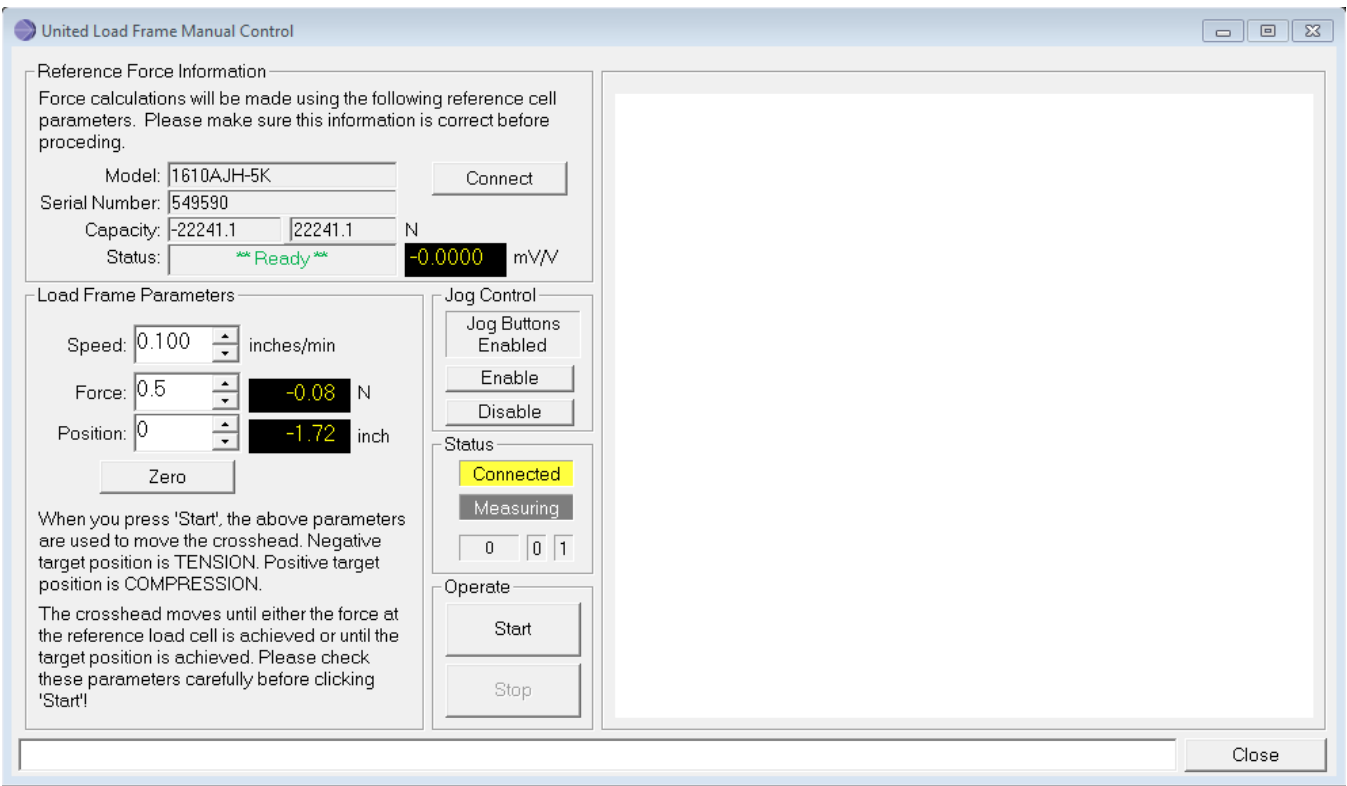 United Load Frame Manual Control
Reference Force Information
Force calculations will be made using the following reference cell
parameters. Please make sure this information is correct before
proceding.
Model: 1610AJH-5K
Connect
Serial Number: 549590
Capacity: -22241.1 22241.1 N
Status: **Ready** -0.0000 mV/V
Load Frame Parameters
Speed: 0.100 inches/min
Force: 0.5 -0.08 N
Position: 0 -1.72 inch
Zero
When you press 'Start', the above parameters
are used to move the crosshead. Negative
target position is TENSION. Positive target
position is COMPRESSION.
The crosshead moves until either the force at
the reference load cell is achieved or until the
target position is achieved. Please check
these parameters carefully before clicking
'Start'!
Jog Control
Jog Buttons
Enabled
Enable
Disable
Status
Connected
Measuring
0 0 1
Operate
Start
Stop
Close